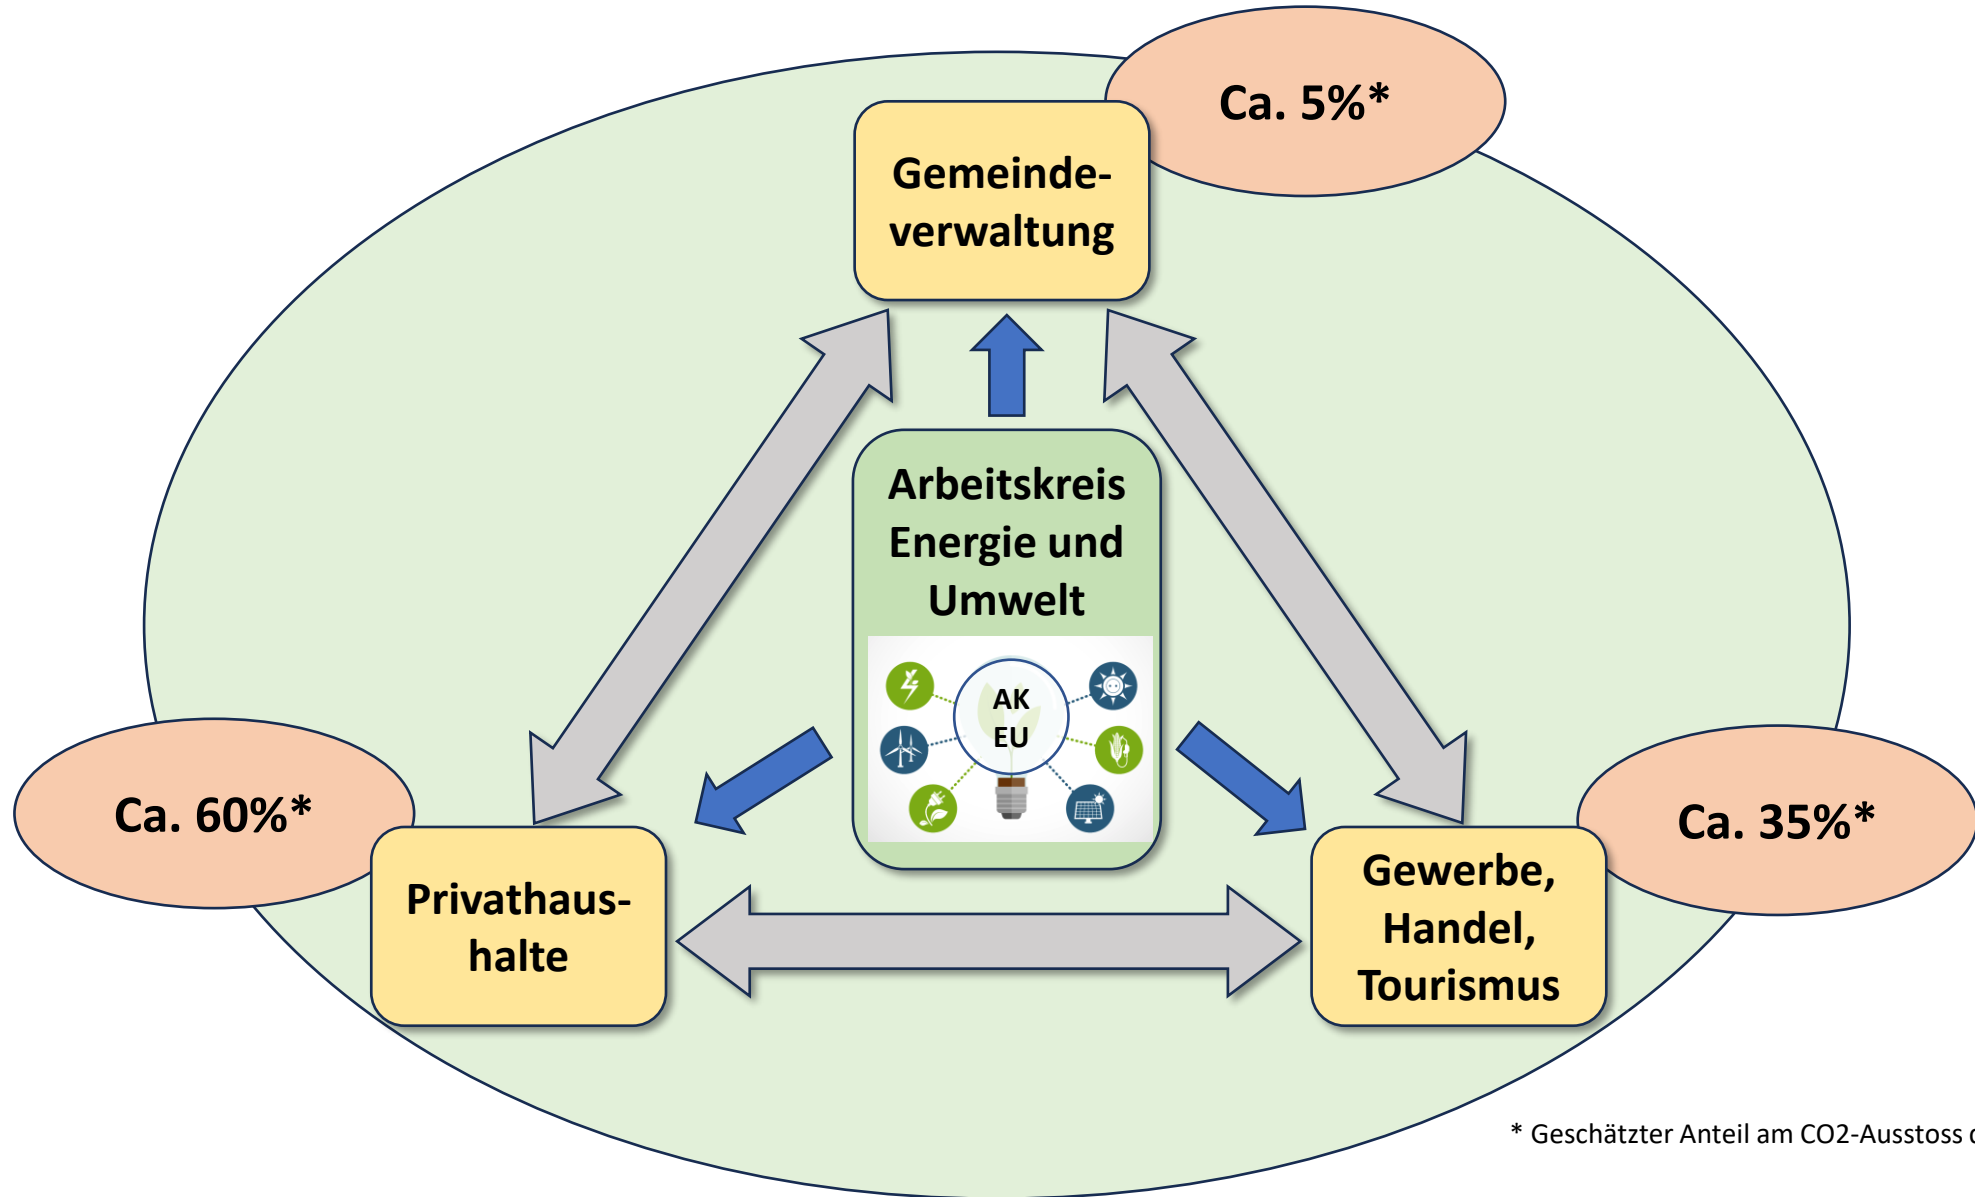 Ca. 5%*
Gemeinde-
verwaltung
Arbeitskreis
Energie und
Umwelt
AK
EU
Ca. 60%*
Privathaus-
halte
Ca. 35%*
Gewerbe,
Handel,
Tourismus
* Geschätzter Anteil am CO2-Ausstoss